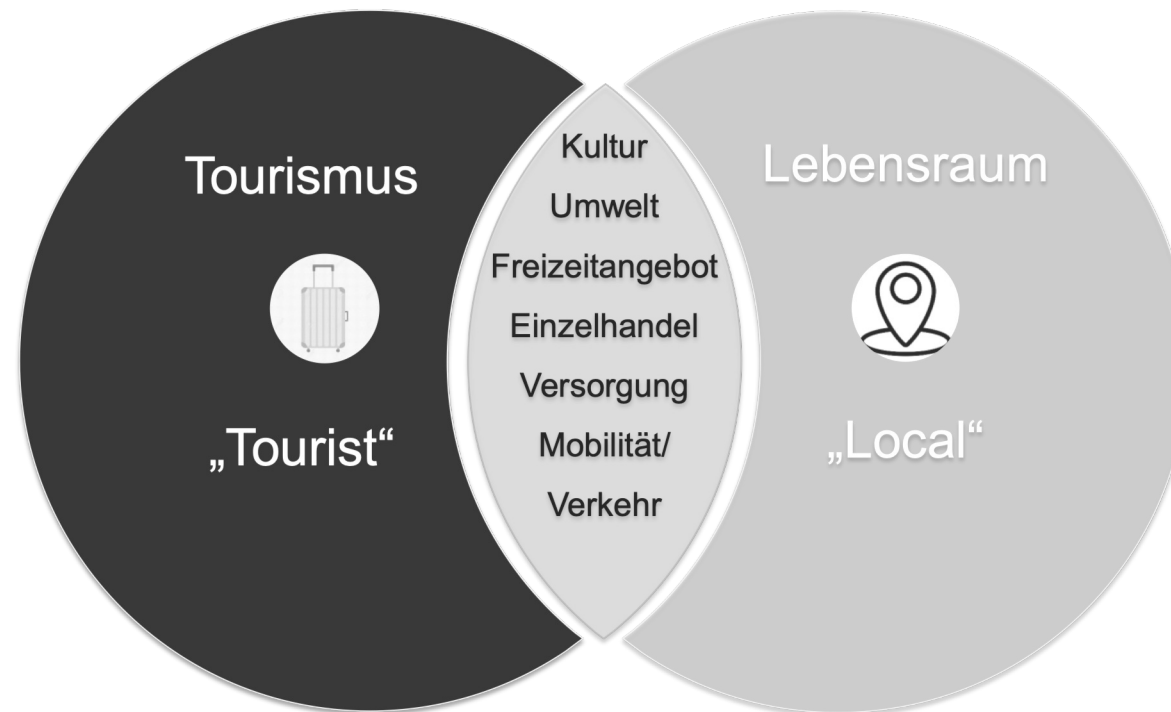 Tourismus
„Tourist“
Kultur
Umwelt
Freizeitangebot
Einzelhandel
Versorgung
Mobilität/
Verkehr
Lebensraum
„Local“